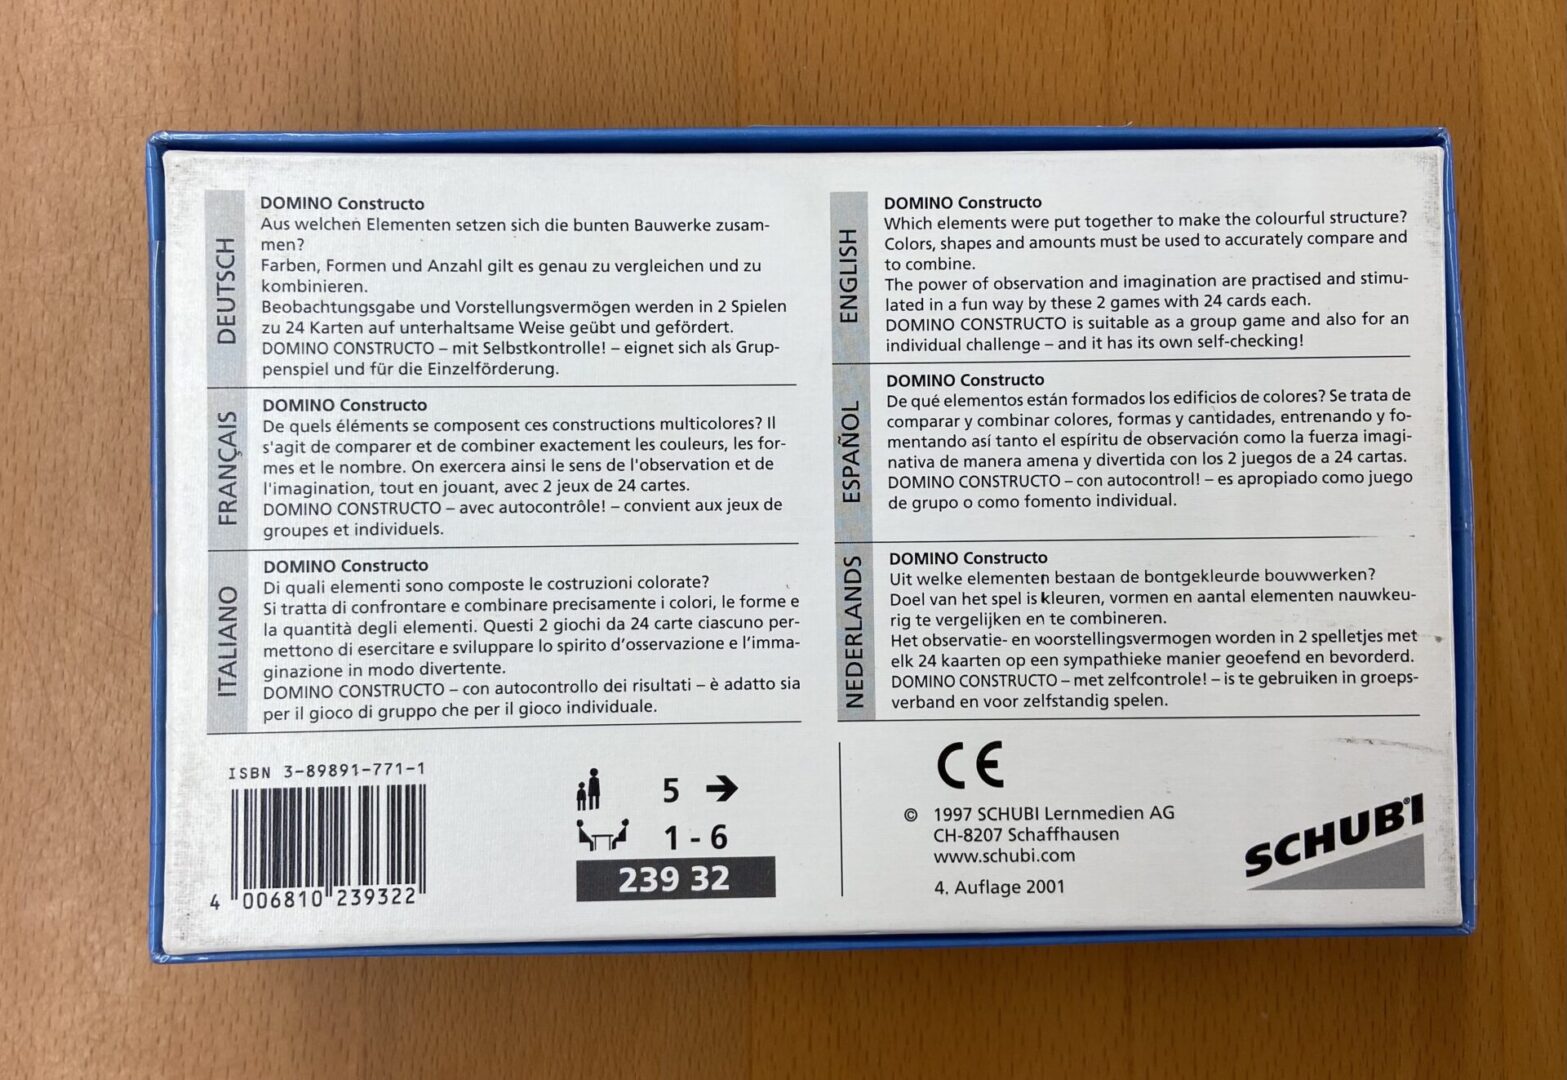 DEUTSCH
DOMINO Constructo
Aus welchen Elementen setzen sich die bunten Bauwerke zusam-
men?
Farben, Formen und Anzahl gilt es genau zu vergleichen und zu
kombinieren.
Beobachtungsgabe und Vorstellungsvermögen werden in 2 Spielen
zu 24 Karten auf unterhaltsame Weise geübt und gefördert.
DOMINO CONSTRUCTO – mit Selbstkontrolle! – eignet sich als Grup-
penspiel und für die Einzelförderung.
FRANÇAIS
DOMINO Constructo
De quels éléments se composent ces constructions multicolores? Il
s'agit de comparer et de combiner exactement les couleurs, les for-
mes et le nombre. On exercera ainsi le sens de l'observation et de
l'imagination, tout en jouant, avec 2 jeux de 24 cartes.
DOMINO CONSTRUCTO – avec autocontrôle! – convient aux jeux de
groupes et individuels.
ITALIANO
DOMINO Constructo
Di quali elementi sono composte le costruzioni colorate?
Si tratta di confrontare e combinare precisamente i colori, le forme e
la quantità degli elementi. Questi 2 giochi da 24 carte ciascuno per-
mettono di esercitare e sviluppare lo spirito d'osservazione e l'imma-
ginazione in modo divertente.
DOMINO CONSTRUCTO – con autocontrollo dei risultati – è adatto sia
per il gioco di gruppo che per il gioco individuale.
ENGLISH
DOMINO Constructo
Which elements were put together to make the colourful structure?
Colors, shapes and amounts must be used to accurately compare and
to combine.
The power of observation and imagination are practised and stimu-
lated in a fun way by these 2 games with 24 cards each.
DOMINO CONSTRUCTO is suitable as a group game and also for an
individual challenge – and it has its own self-checking!
ESPAÑOL
DOMINO Constructo
De qué elementos están formados los edificios de colores? Se trata de
comparar y combinar colores, formas y cantidades, entrenando y fo-
mentando así tanto el espíritu de observación como la fuerza imagi-
nativa de manera amena y divertida con los 2 juegos de a 24 cartas.
DOMINO CONSTRUCTO – con autocontrol! – es apropiado como juego
de grupo o como fomento individual.
NEDERLANDS
DOMINO Constructo
Uit welke elementen bestaan de bontgekleurde bouwwerken?
Doel van het spel is kleuren, vormen en aantal elementen nauwkeu-
rig te vergelijken en te combineren.
Het observatie- en voorstellingsvermogen worden in 2 spelletjes met
elk 24 kaarten op een sympathieke manier geoefend en bevorderd.
DOMINO CONSTRUCTO – met zelfcontrole! – is te gebruiken in groeps-
verband en voor zelfstandig spelen.
ISBN 3-89891-771-1
4 006810 239322
5 →
1 - 6
239 32
CE
© 1997 SCHUBI Lernmedien AG
CH-8207 Schaffhausen
www.schubi.com
4. Auflage 2001
SCHUBI®